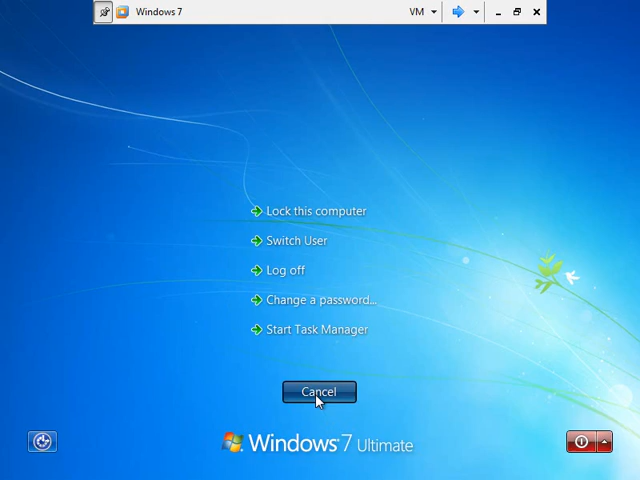 Windows 7
VM
Lock this computer
Switch User
Log off
Change a password...
Start Task Manager
Cancel
Windows 7 Ultimate